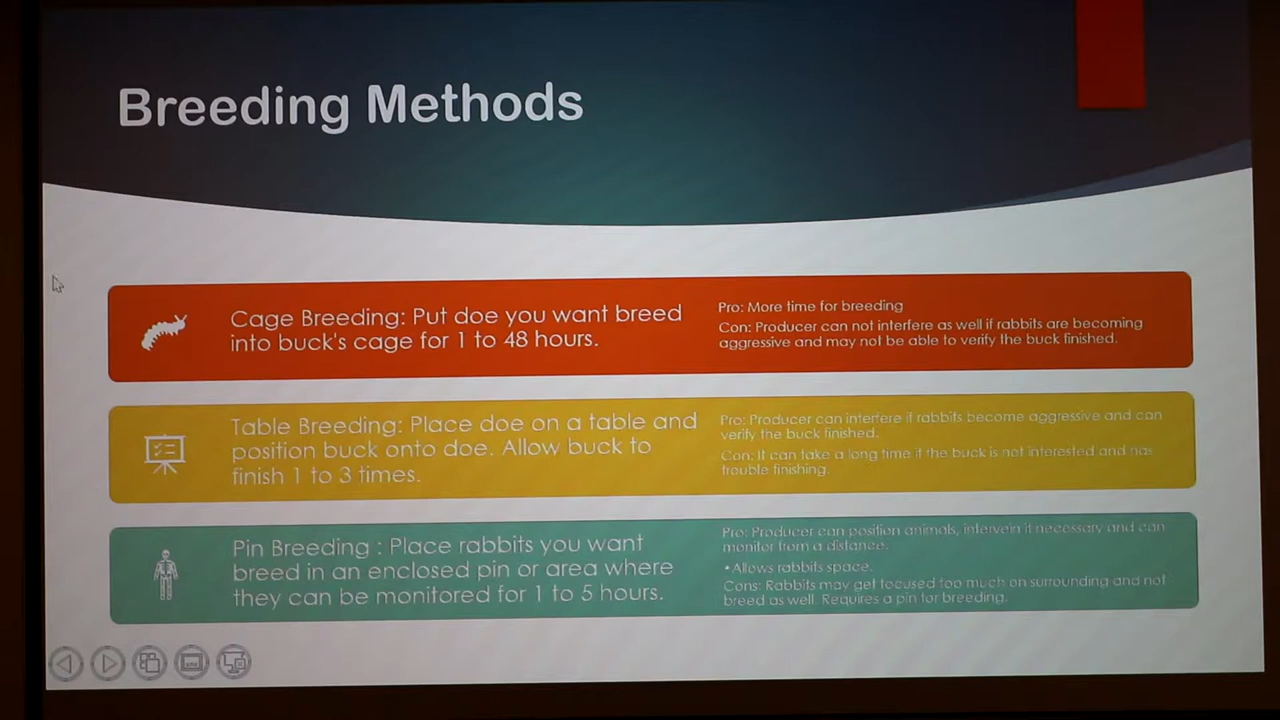 Breeding Methods
Cage Breeding: Put doe you want breed
into buck's cage for 1 to 48 hours.
Pro: More time for breeding
Con: Producer can not interfere as well if rabbits are becoming
aggressive and may not be able to verify the buck finished.
Table Breeding: Place doe on a table and
position buck onto doe. Allow buck to
finish 1 to 3 times.
Pro: Producer can interfere if rabbits become aggressive and can
verify the buck finished.
Con: It can take a long time if the buck is not interested and has
trouble finishing.
Pin Breeding : Place rabbits you want
breed in an enclosed pin or area where
they can be monitored for 1 to 5 hours.
Pro: Producer can position animals, intervein if necessary and can
monitor from a distance.
•Allows rabbits space.
Cons: Rabbits may get focused too much on surrounding and not
breed as well. Requires a pin for breeding.